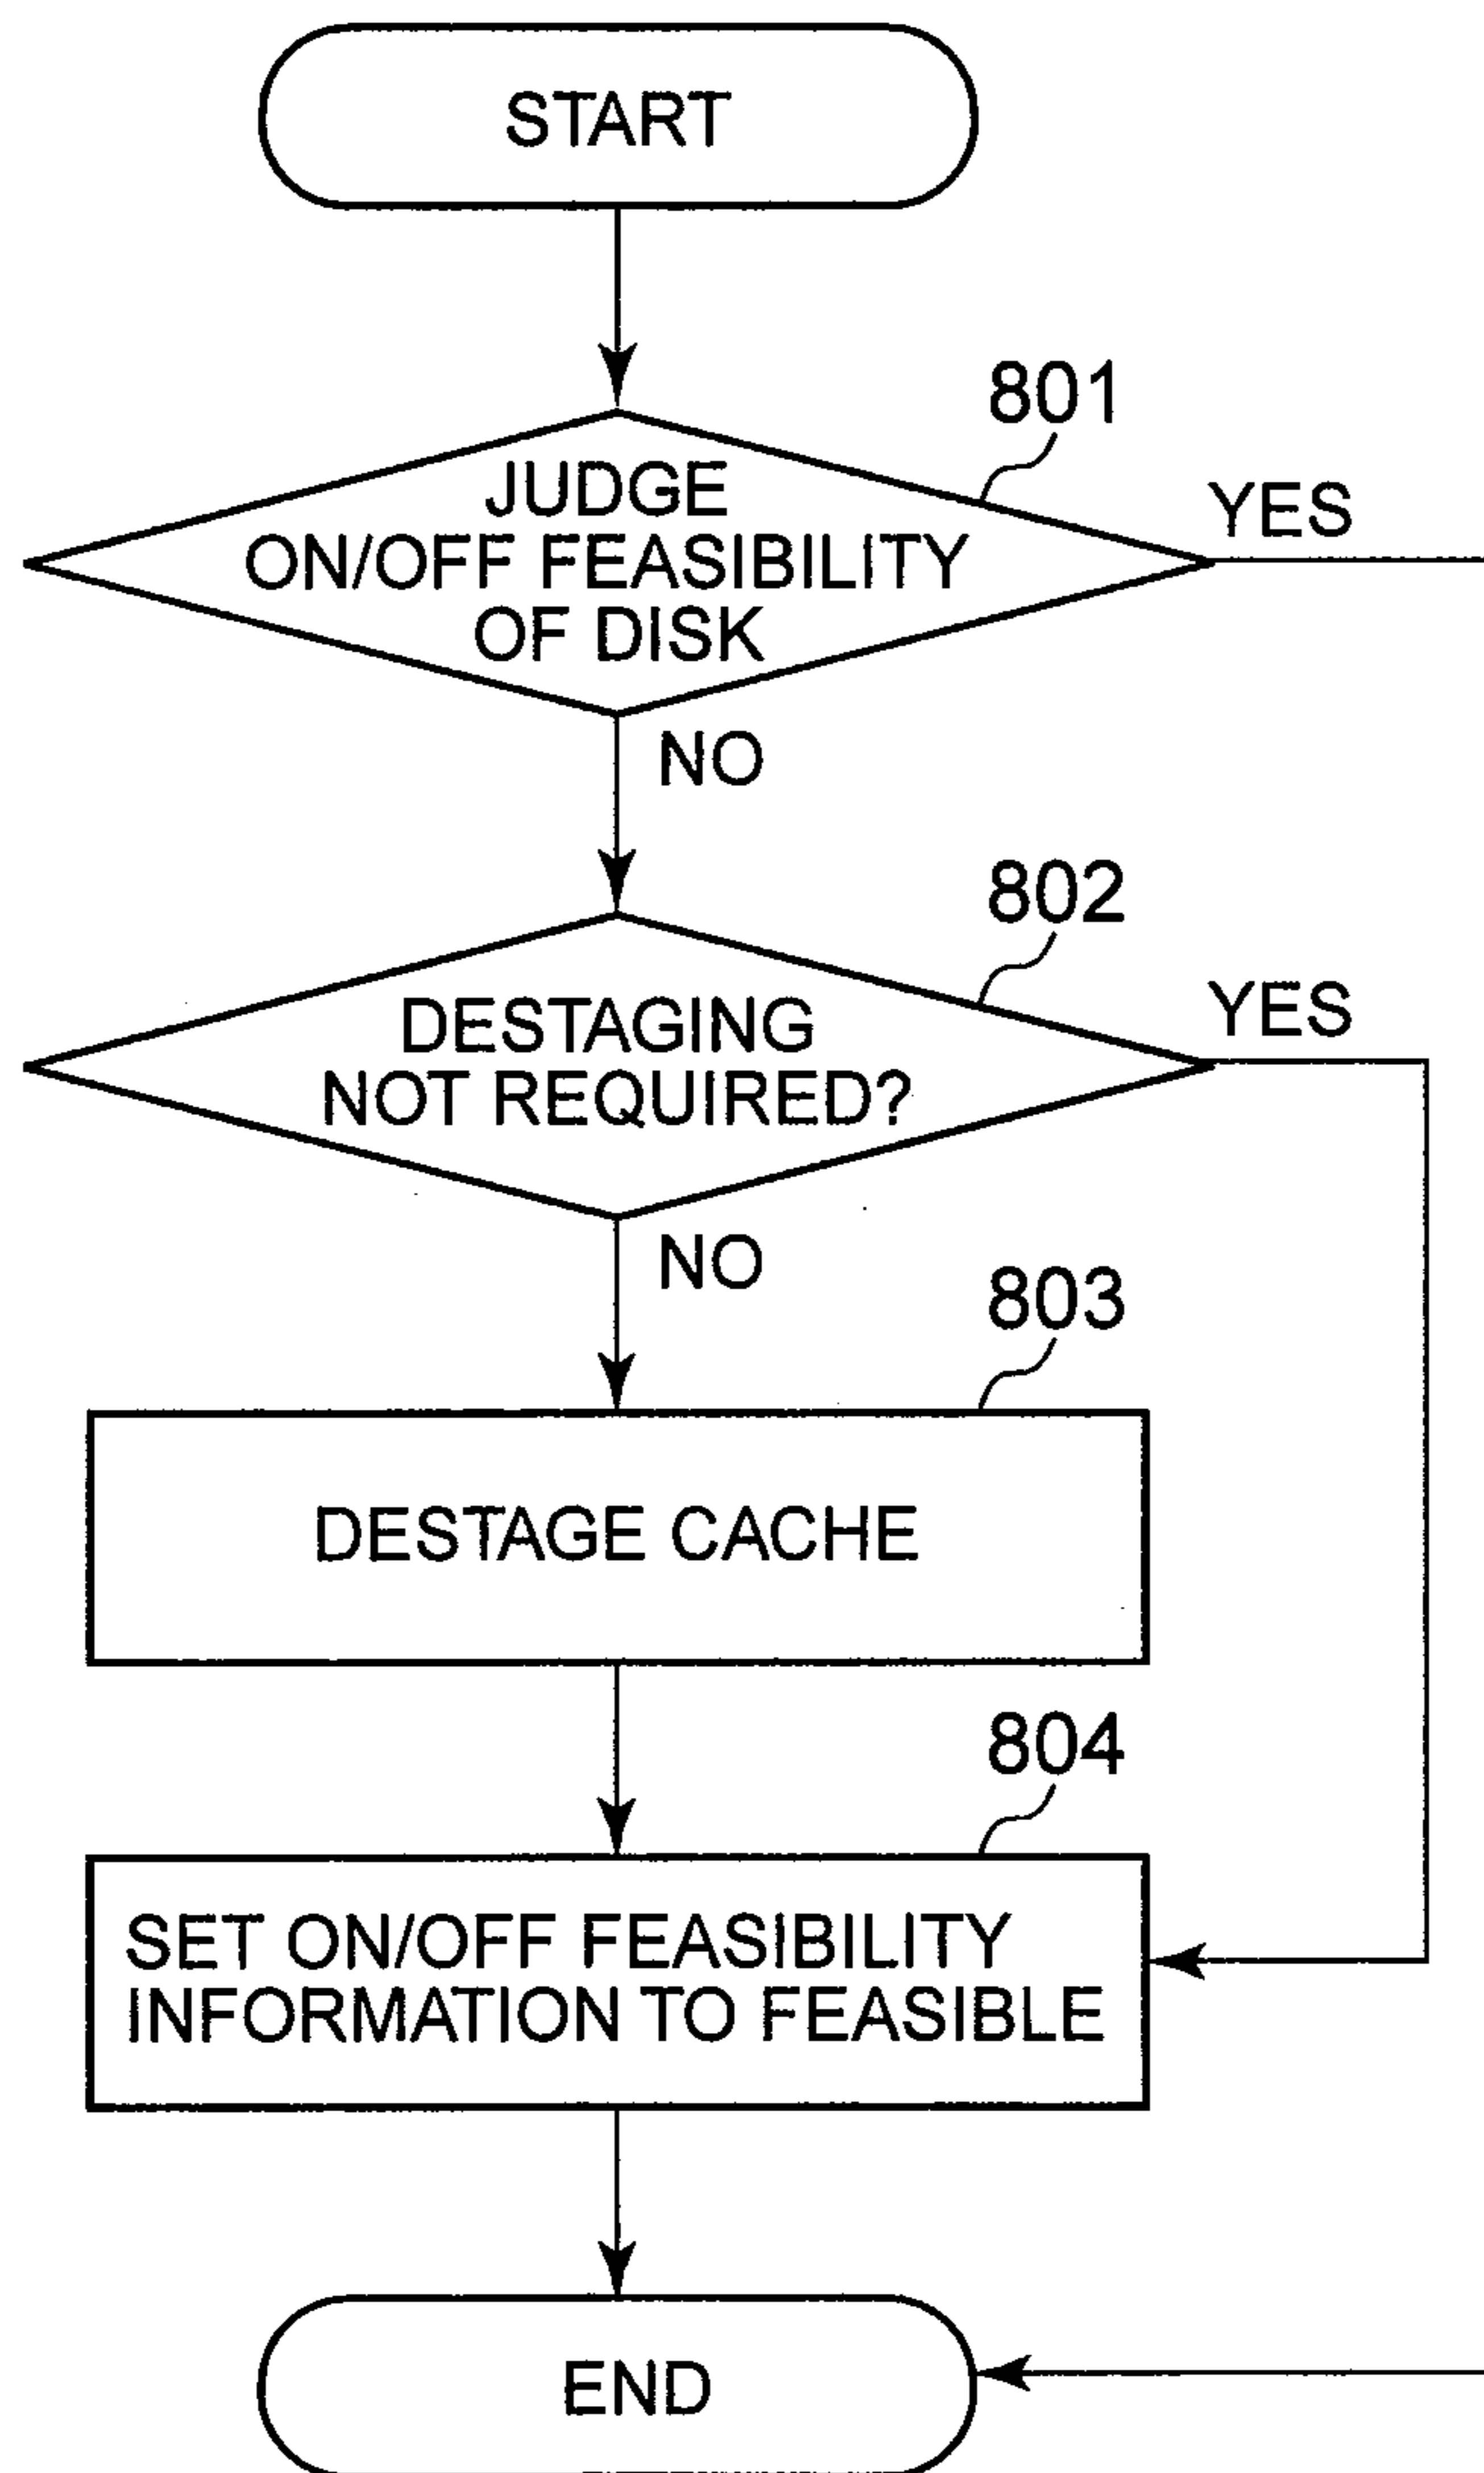 START
801
JUDGE
ON/OFF FEASIBILITY
OF DISK
YES
NO
802
DESTAGING
NOT REQUIRED?
YES
NO
803
DESTAGE CACHE
804
SET ON/OFF FEASIBILITY
INFORMATION TO FEASIBLE
END